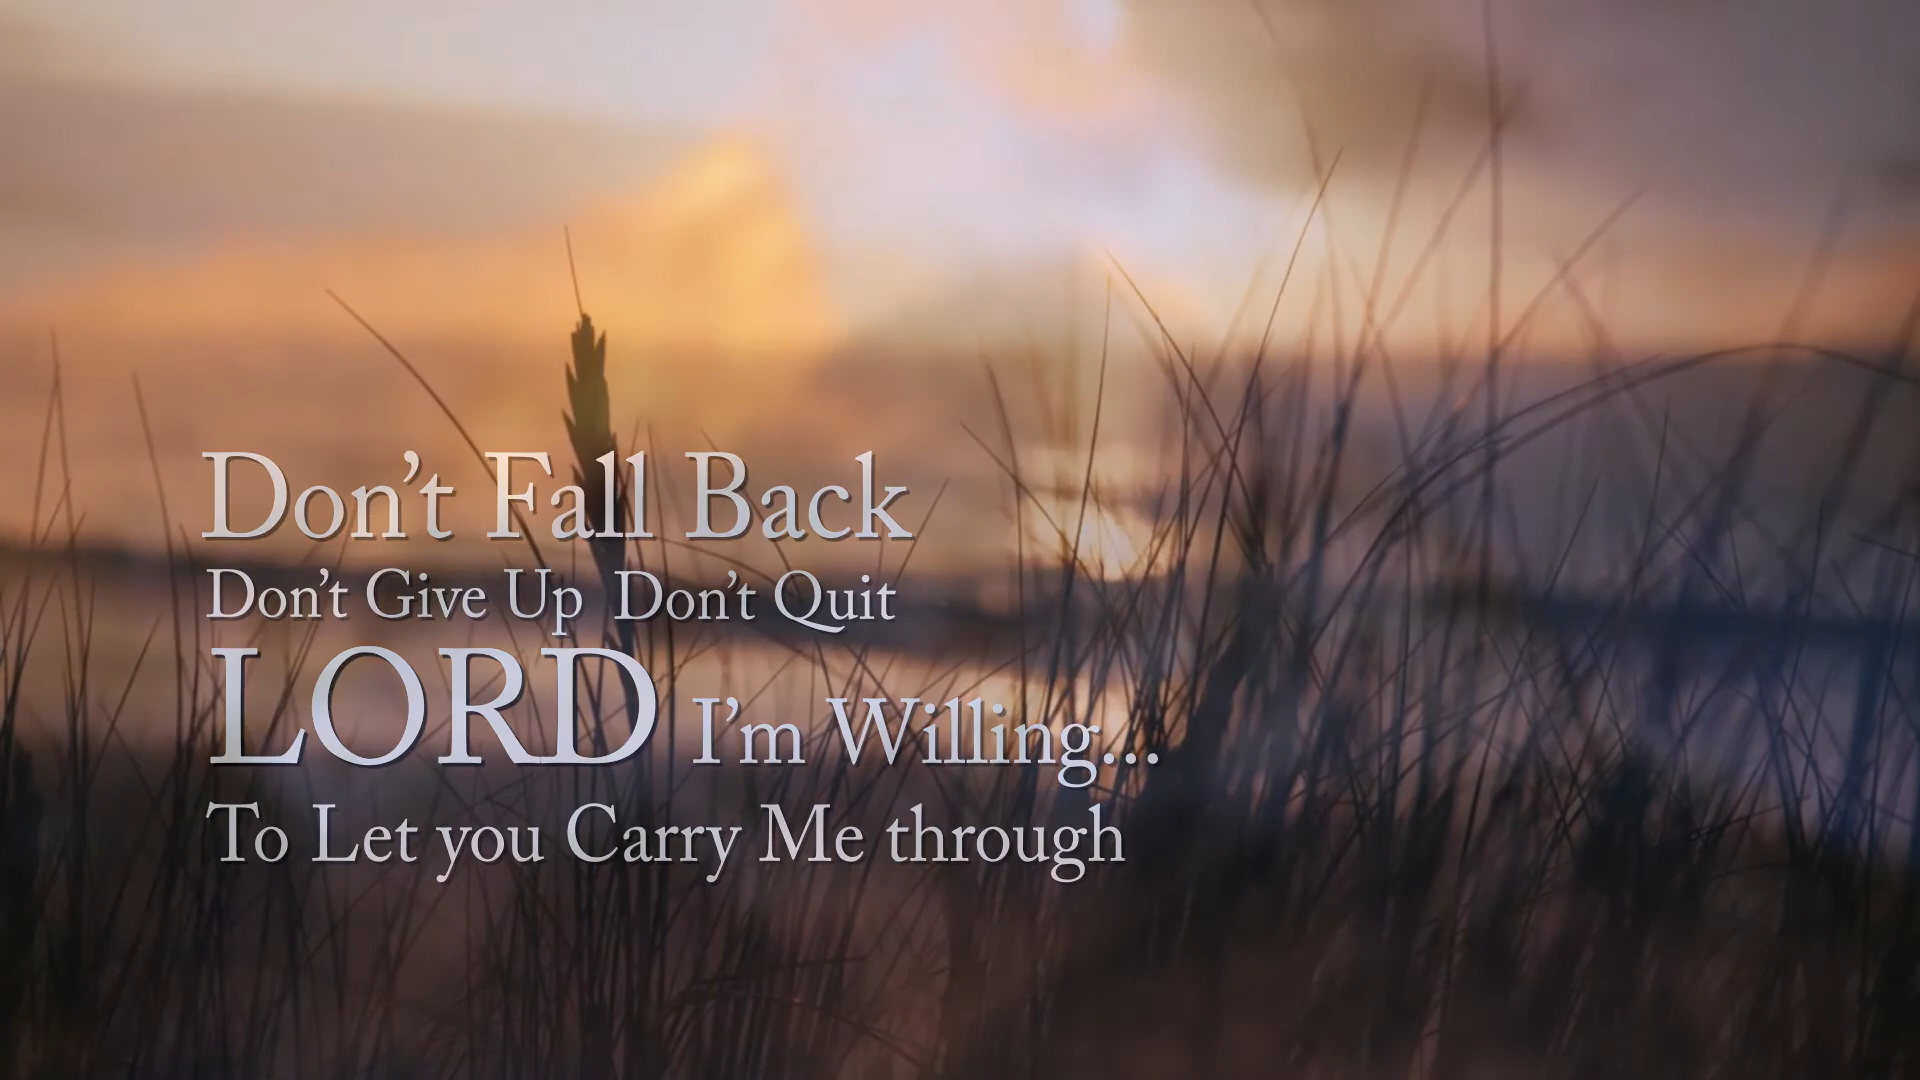 Don't Fall Back
Don't Give Up Don't Quit
LORD I'm Willing...
To Let you Carry Me through